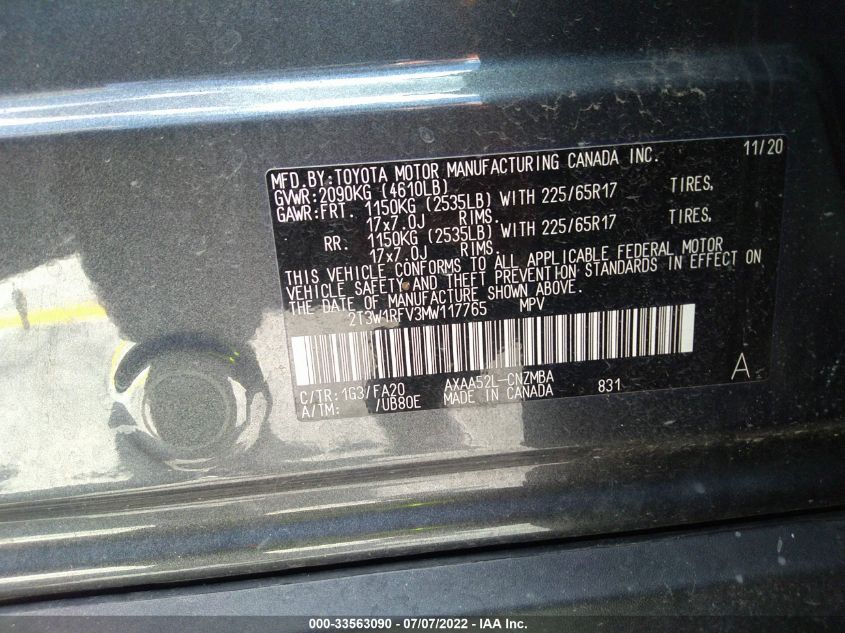 MFD.BY:TOYOTA MOTOR MANUFACTURING CANADA INC. 11/20
GVWR:2090KG (4610LB)
GAWR:FRT. 1150KG (2535LB) WITH 225/65R17 TIRES,
17x7.0J RIMS.
RR. 1150KG (2535LB) WITH 225/65R17 TIRES,
17x7.0J RIMS.
THIS VEHICLE CONFORMS TO ALL APPLICABLE FEDERAL MOTOR
VEHICLE SAFETY AND THEFT PREVENTION STANDARDS IN EFFECT ON
THE DATE OF MANUFACTURE SHOWN ABOVE.
2T3W1RFV3MW117765 MPV
C/TR:1G3/FA20 AXAA52L-CNZMBA 831 A
A/TM: /UB80E MADE IN CANADA
000-33563090 - 07/07/2022 - IAA Inc.